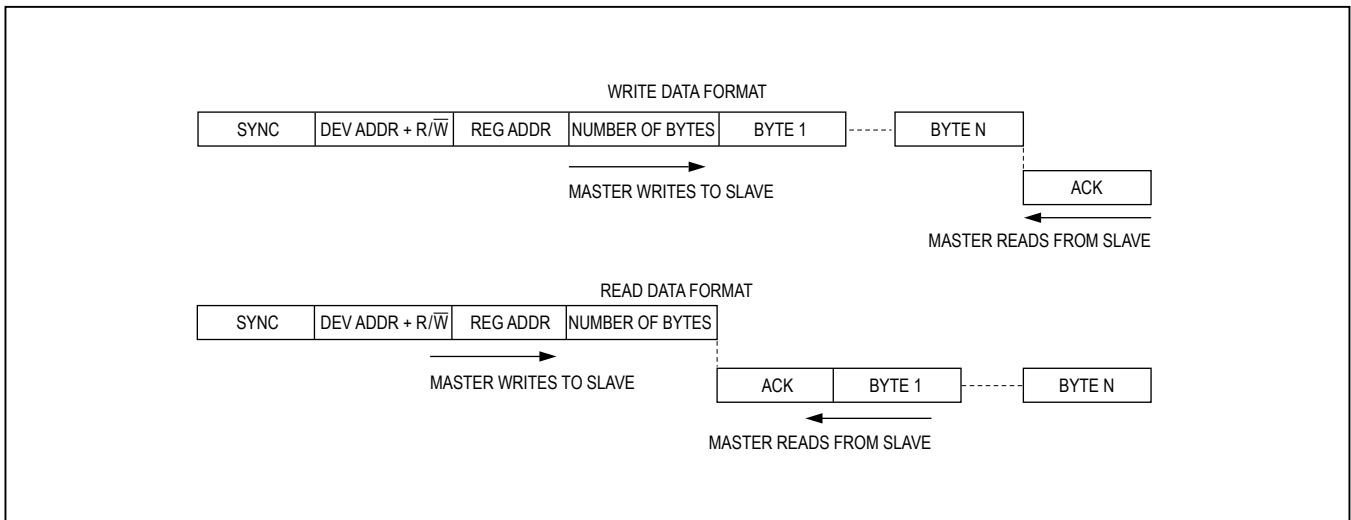 WRITE DATA FORMAT
SYNC DEV ADDR + R/W̅ REG ADDR NUMBER OF BYTES BYTE 1 BYTE N
MASTER WRITES TO SLAVE
ACK
MASTER READS FROM SLAVE
READ DATA FORMAT
SYNC DEV ADDR + R/W̅ REG ADDR NUMBER OF BYTES
MASTER WRITES TO SLAVE
ACK BYTE 1 BYTE N
MASTER READS FROM SLAVE